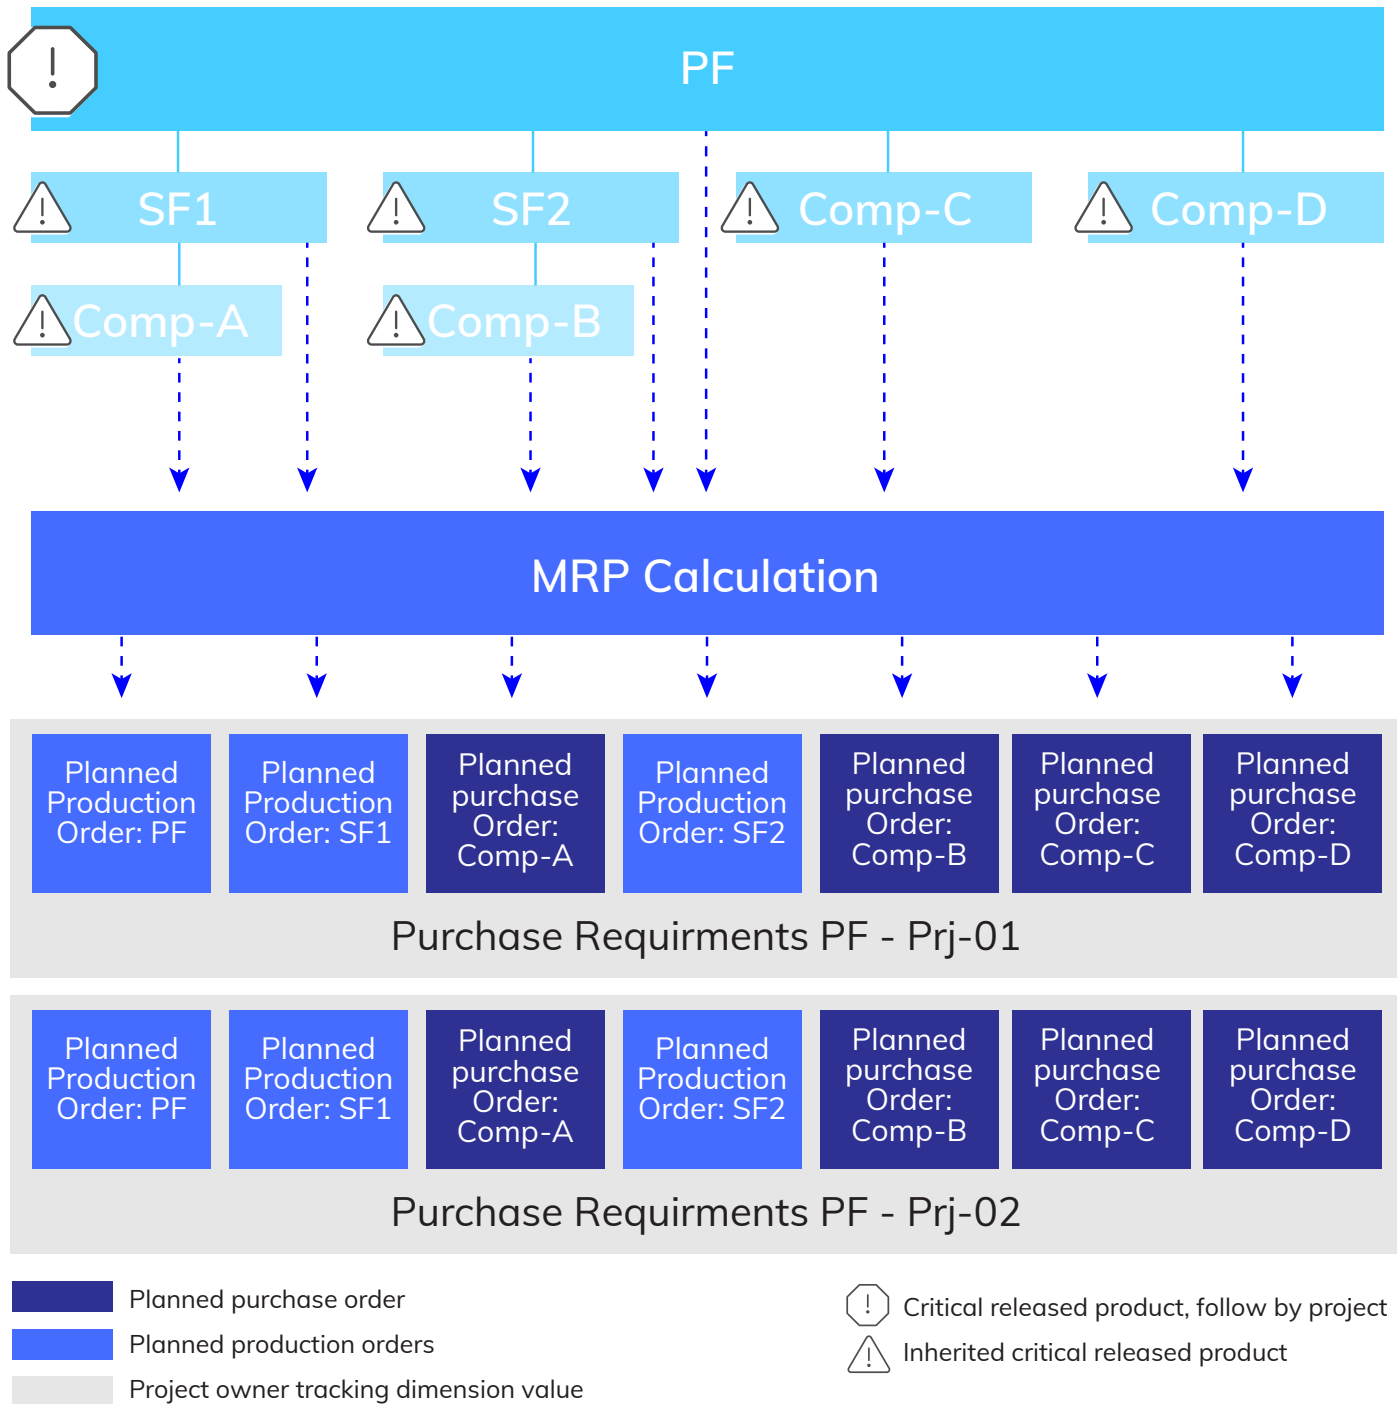 PF
SF1
SF2
Comp-C
Comp-D
Comp-A
Comp-B
MRP Calculation
Planned
Production
Order: PF
Planned
Production
Order: SF1
Planned
purchase
Order:
Comp-A
Planned
Production
Order: SF2
Planned
purchase
Order:
Comp-B
Planned
purchase
Order:
Comp-C
Planned
purchase
Order:
Comp-D
Purchase Requirments PF - Prj-01
Planned
Production
Order: PF
Planned
Production
Order: SF1
Planned
purchase
Order:
Comp-A
Planned
Production
Order: SF2
Planned
purchase
Order:
Comp-B
Planned
purchase
Order:
Comp-C
Planned
purchase
Order:
Comp-D
Purchase Requirments PF - Prj-02
Planned purchase order
Planned production orders
Project owner tracking dimension value
Critical released product, follow by project
Inherited critical released product